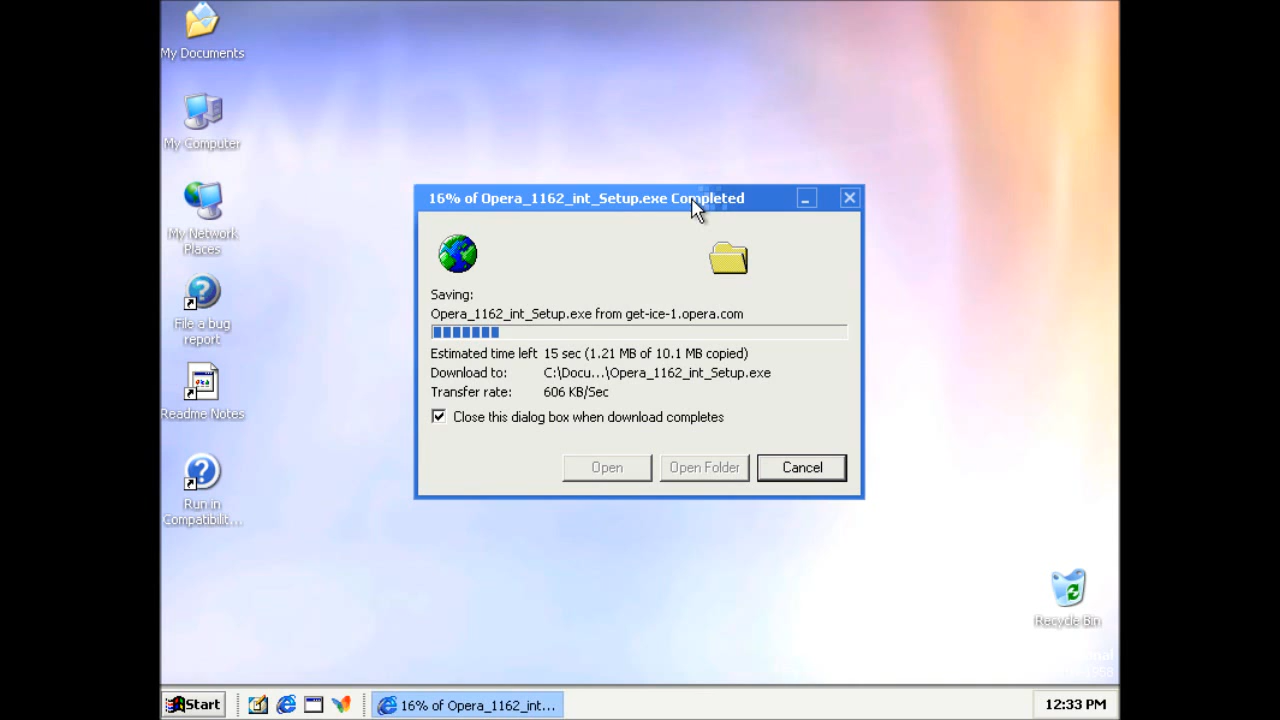 My Documents
My Computer
My Network
Places
File a bug
report
Readme Notes
Run in
Compatibilit...
16% of Opera_1162_int_Setup.exe Completed
Saving:
Opera_1162_int_Setup.exe from get-ice-1.opera.com
Estimated time left 15 sec (1.21 MB of 10.1 MB copied)
Download to: C:\Docu...\Opera_1162_int_Setup.exe
Transfer rate: 606 KB/Sec
Close this dialog box when download completes
Open Open Folder Cancel
Recycle Bin
Start 16% of Opera_1162_int... 12:33 PM